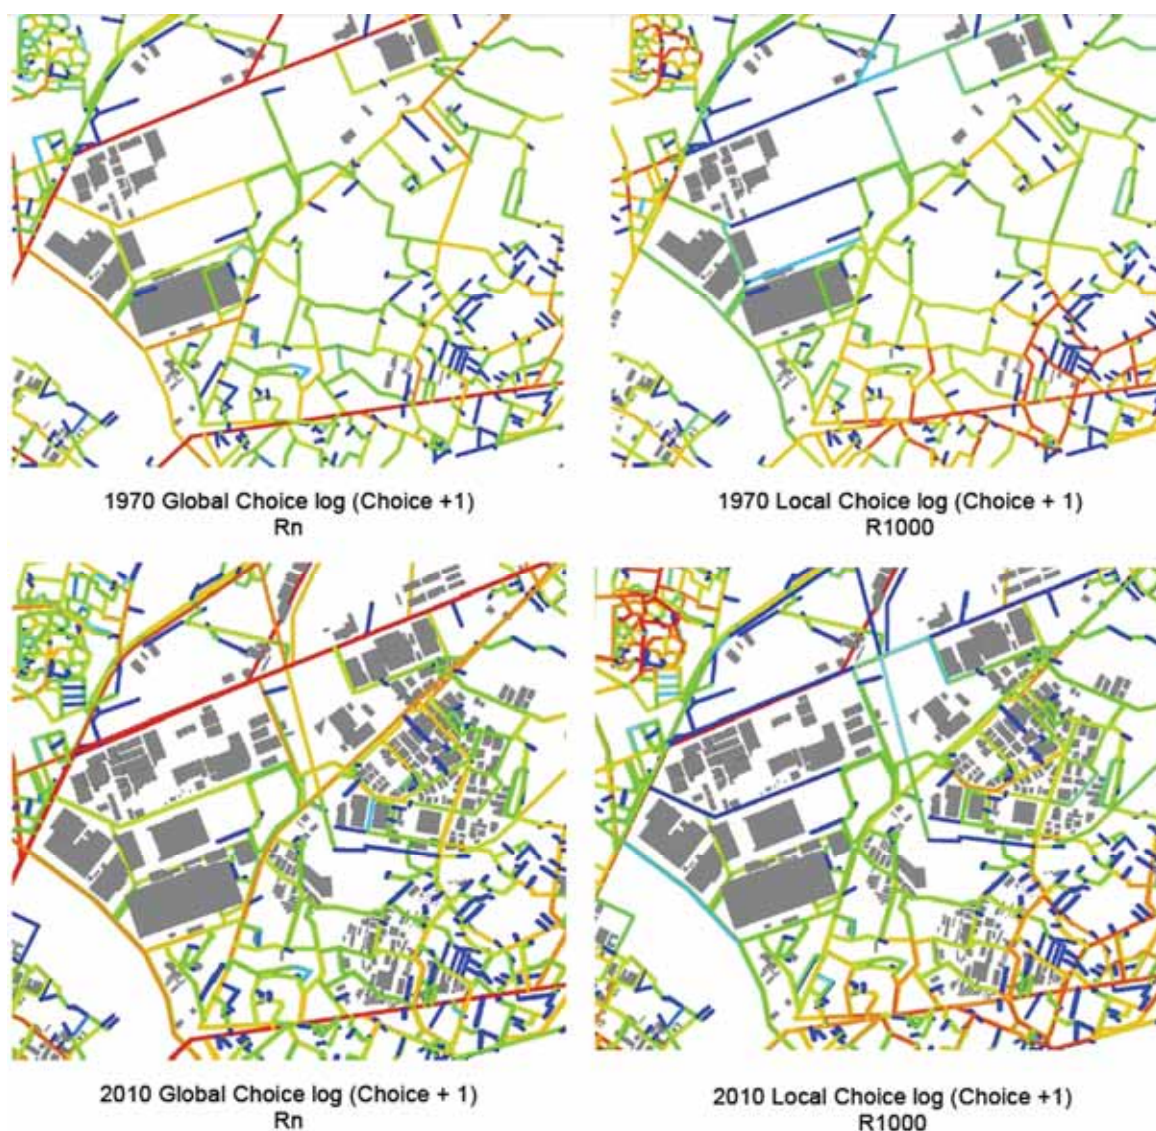 1970 Global Choice log (Choice +1)
Rn
1970 Local Choice log (Choice + 1)
R1000
2010 Global Choice log (Choice + 1)
Rn
2010 Local Choice log (Choice +1)
R1000